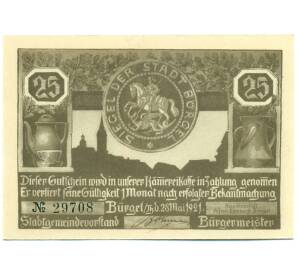 25 SIEGEL DER STADT BÜRGEL 25
Dieser Gutschein wird in unserer Kämmereikasse in Zahlung genommen
Er verliert seine Gültigkeit 1 Monat nach erfolgter Bekanntmachung
№ 29708 Bürgel i/Th. d. 28 Mai 1921
Stadtgemeindevorstand Bürgermeister